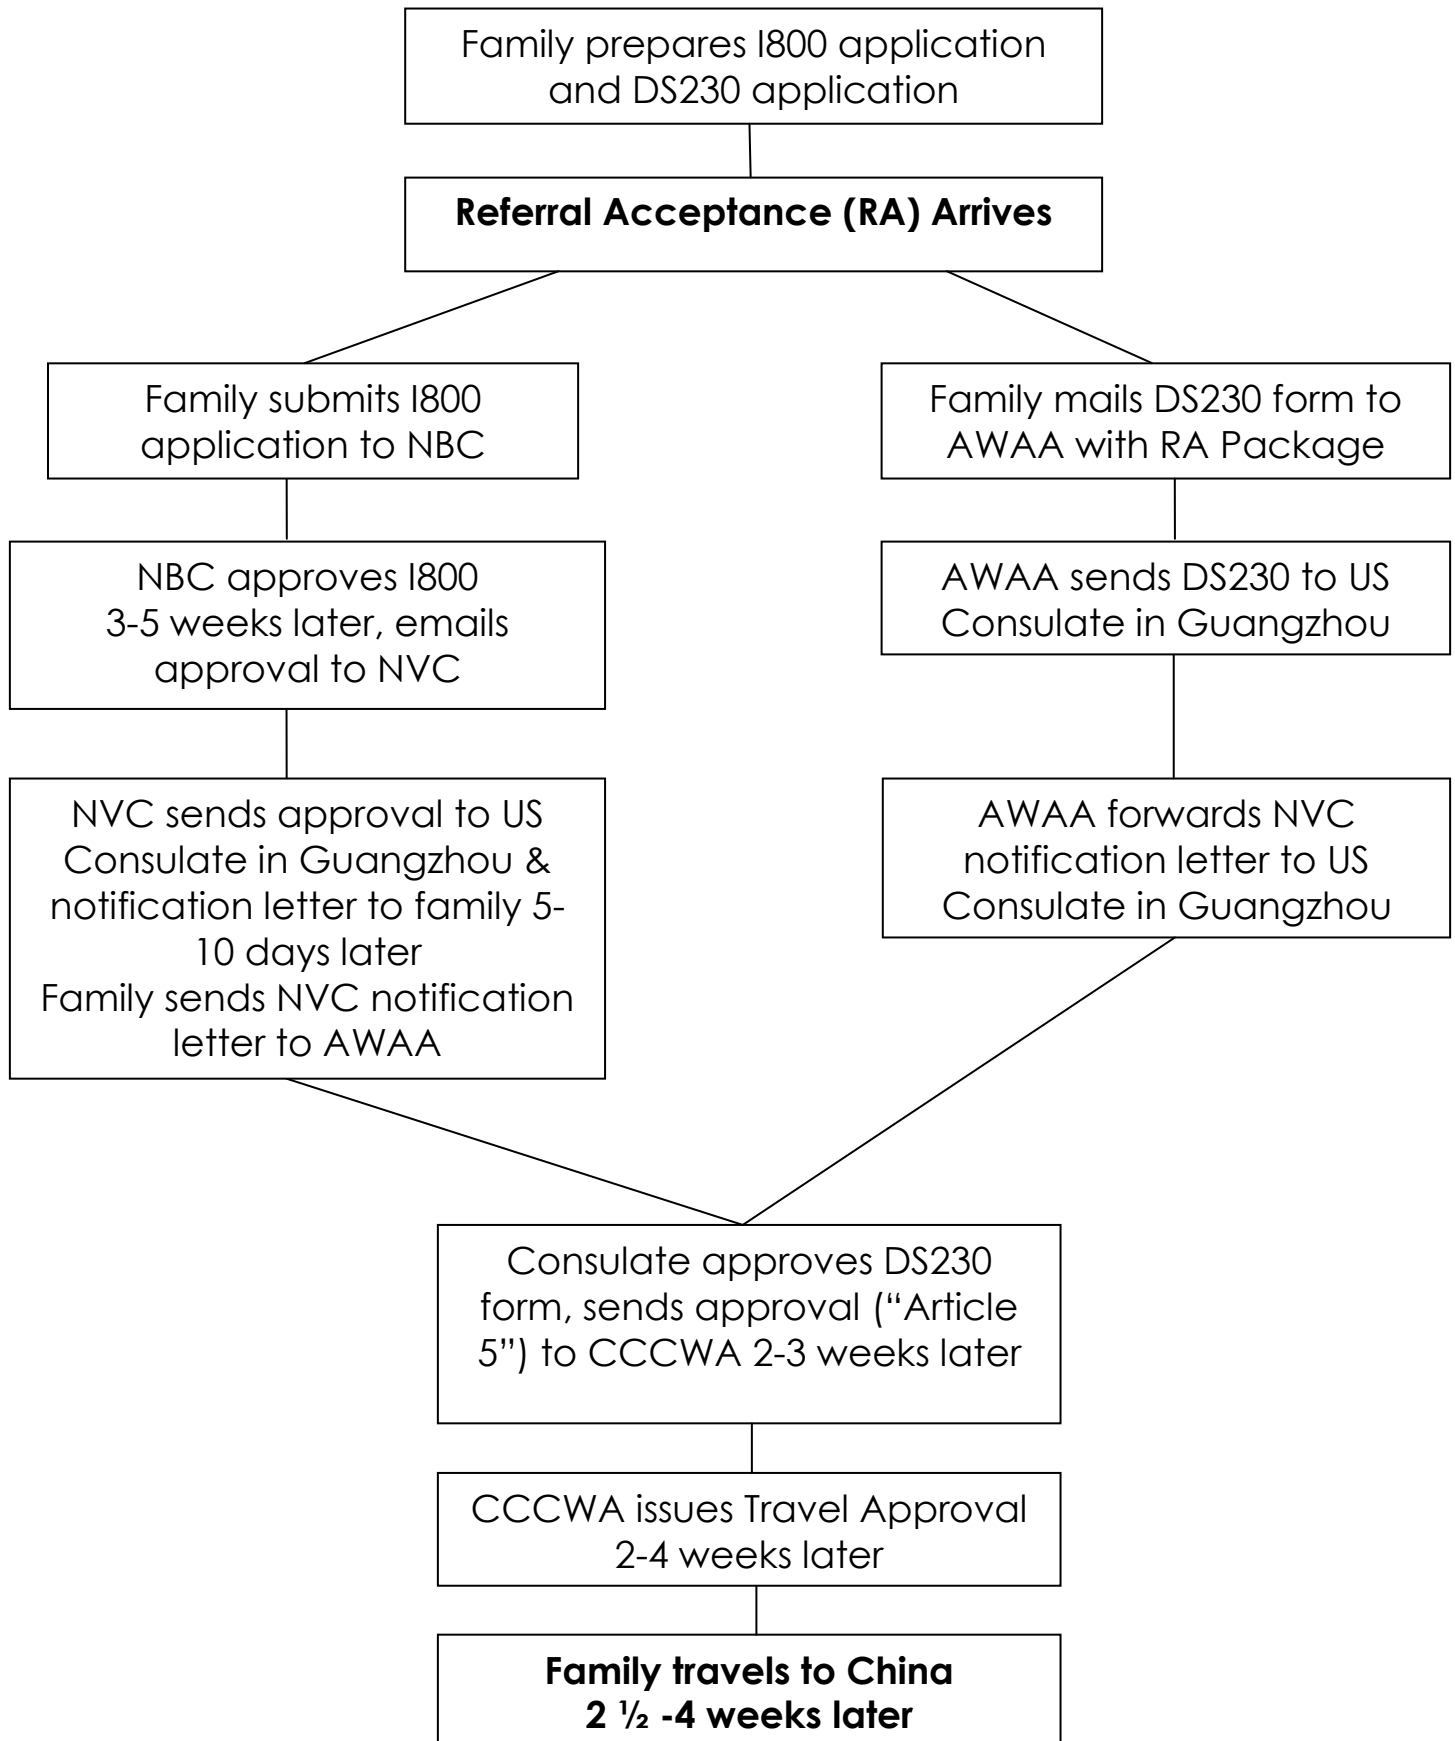 Family prepares I800 application
and DS230 application
Referral Acceptance (RA) Arrives
Family submits I800
application to NBC
NBC approves I800
3-5 weeks later, emails
approval to NVC
NVC sends approval to US
Consulate in Guangzhou &
notification letter to family 5-
10 days later
Family sends NVC notification
letter to AWAA
Family mails DS230 form to
AWAA with RA Package
AWAA sends DS230 to US
Consulate in Guangzhou
AWAA forwards NVC
notification letter to US
Consulate in Guangzhou
Consulate approves DS230
form, sends approval (“Article
5”) to CCCWA 2-3 weeks later
CCCWA issues Travel Approval
2-4 weeks later
Family travels to China
2 ½ -4 weeks later